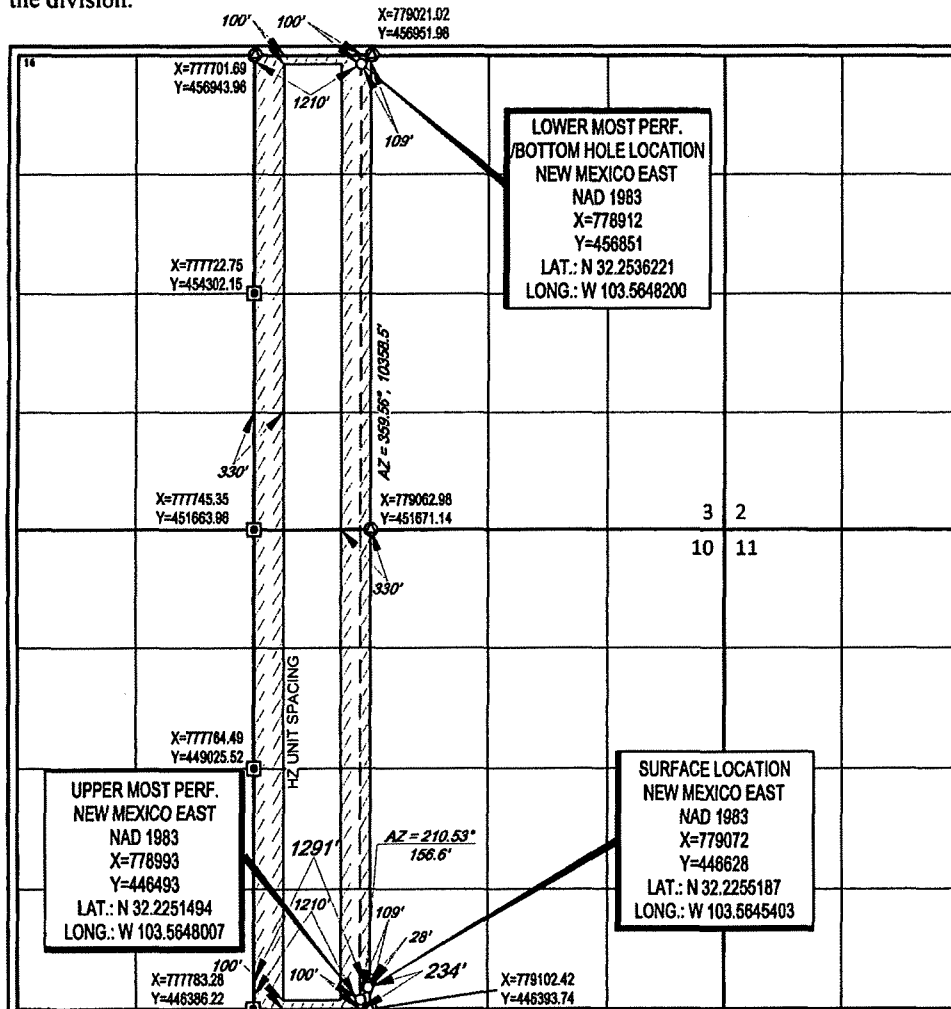 the division.
100'
100'
X=779021.02
Y=456951.98
16
X=777701.69
Y=456943.96
1210'
109'
LOWER MOST PERF.
/BOTTOM HOLE LOCATION
NEW MEXICO EAST
NAD 1983
X=778912
Y=456851
LAT.: N 32.2536221
LONG.: W 103.5648200
X=777722.75
Y=454302.15
AZ = 359.56°, 10358.5'
330'
X=777745.35
Y=451663.96
X=779062.98
Y=451671.14
3 2
10 11
330'
HZ UNIT SPACING
X=777764.49
Y=449025.52
UPPER MOST PERF.
NEW MEXICO EAST
NAD 1983
X=778993
Y=446493
LAT.: N 32.2251494
LONG.: W 103.5648007
SURFACE LOCATION
NEW MEXICO EAST
NAD 1983
X=779072
Y=446628
LAT.: N 32.2255187
LONG.: W 103.5645403
AZ = 210.53°
156.6'
1291'
1210'
109'
28'
234'
100'
100'
X=777783.28
Y=446386.22
X=779102.42
Y=446393.74